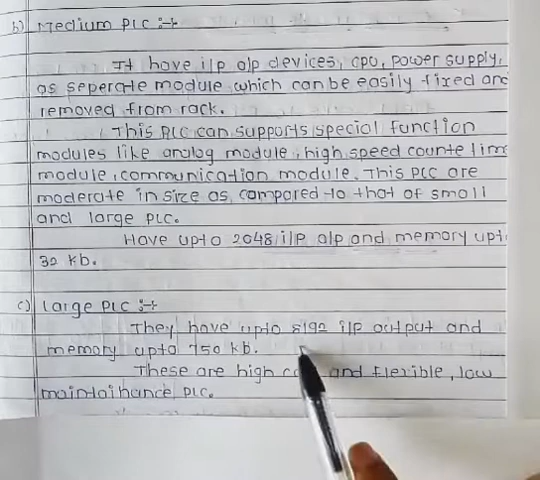 b) Medium PLC :-
It have i/p o/p devices, CPU, power supply,
as seperate module which can be easily fixed and
removed from rack.
This PLC can supports special function
modules like analog module, high speed counte time
module, communication module. This PLC are
moderate in size as compared to that of small
and large PLC.
Have upto 2048 i/p o/p and memory upt
32 kb.
c) Large PLC :-
They have upto 8192 i/p output and
memory upto 750 kb.
These are high and flexible, low
maintaihance PLC.